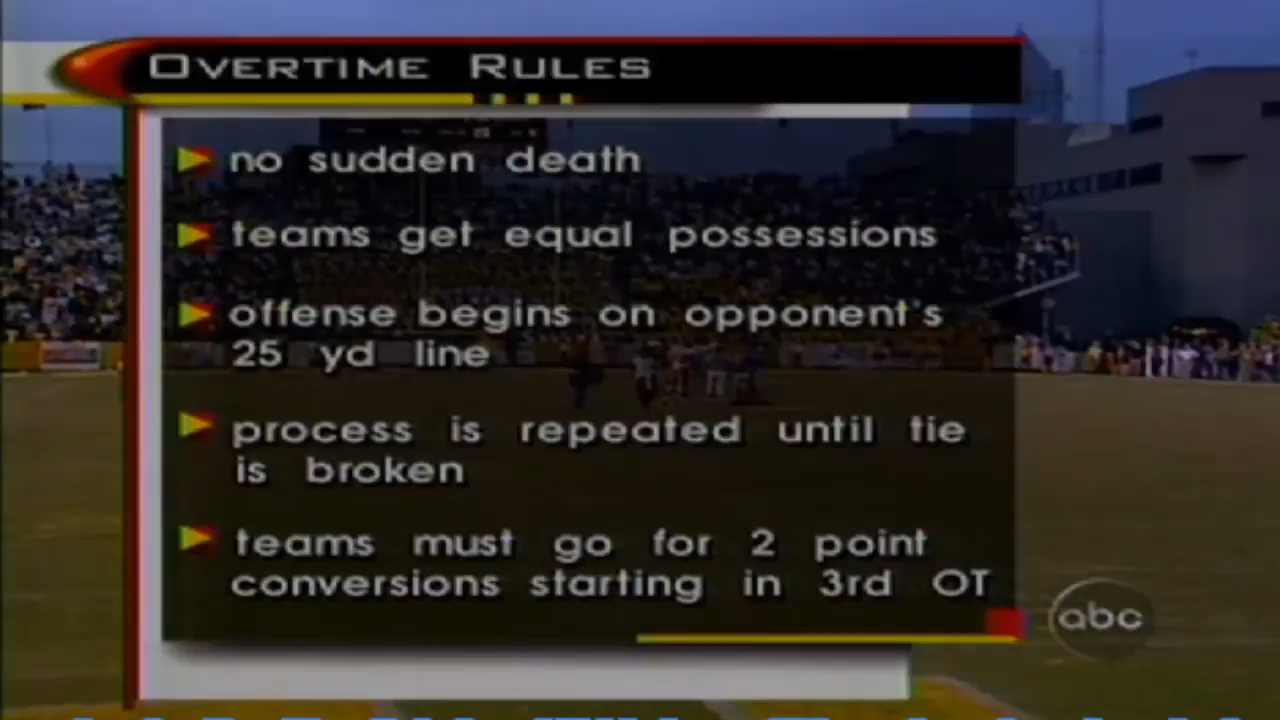 OVERTIME RULES
no sudden death
teams get equal possessions
offense begins on opponent's
25 yd line
process is repeated until tie
is broken
teams must go for 2 point
conversions starting in 3rd OT
abc